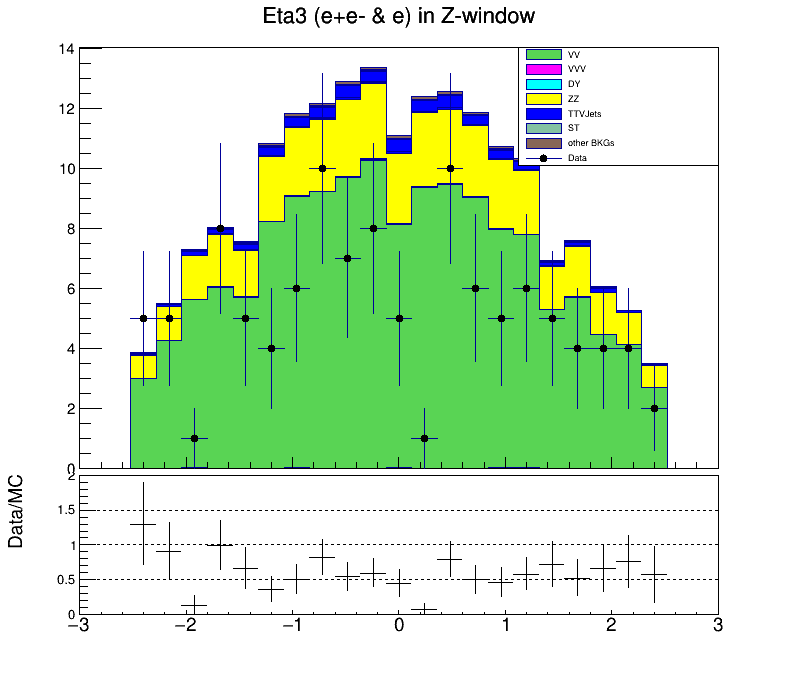 Eta3 (e+e- & e) in Z-window
14
12
10
8
6
4
2
0
VV
VVV
DY
ZZ
TTVJets
ST
other BKGs
Data
Data/MC
2
1.5
1
0.5
0
−3 −2 −1 0 1 2 3